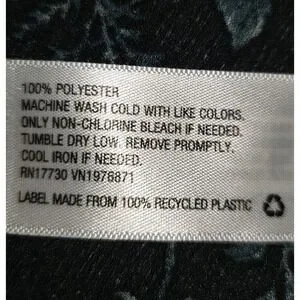 100% POLYESTER
MACHINE WASH COLD WITH LIKE COLORS.
ONLY NON-CHLORINE BLEACH IF NEEDED.
TUMBLE DRY LOW. REMOVE PROMPTLY.
COOL IRON IF NEEDED.
RN17730 VN1976871
LABEL MADE FROM 100% RECYCLED PLASTIC